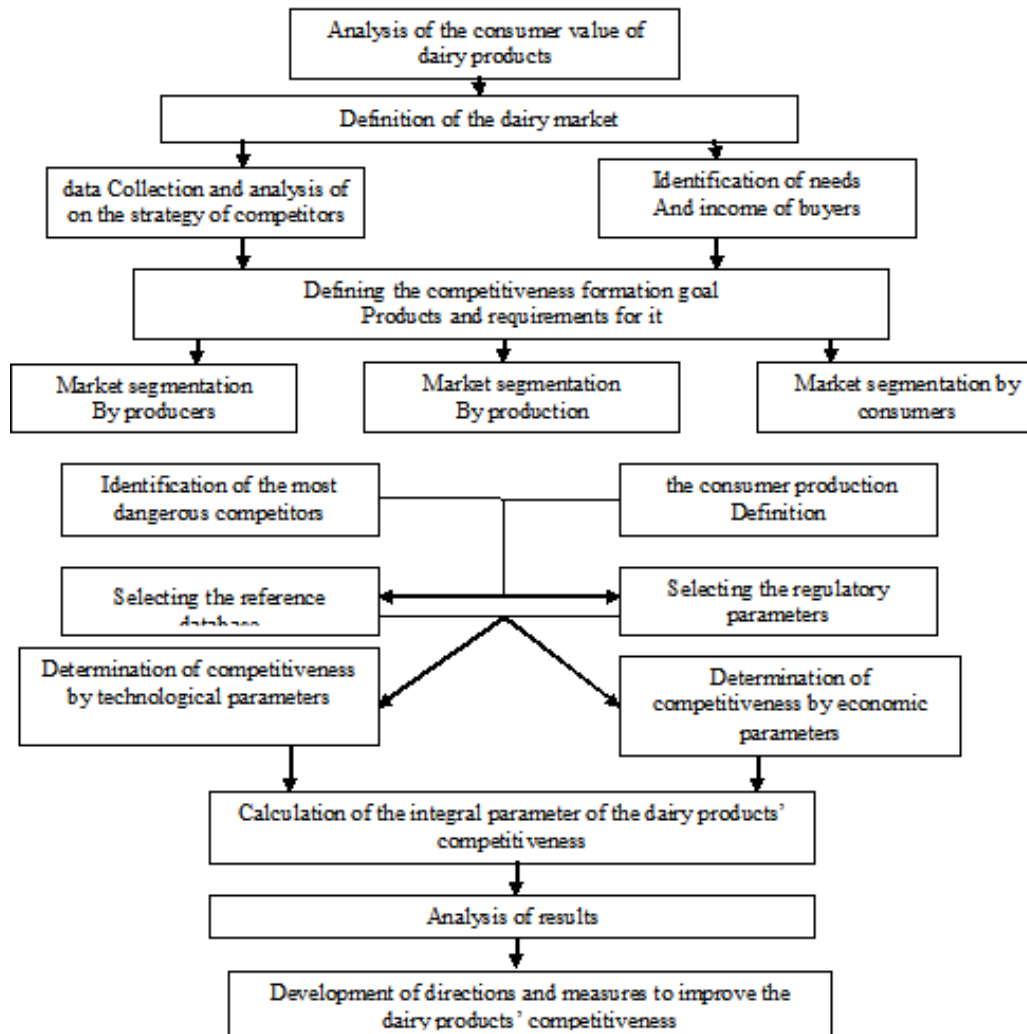 Analysis of the consumer value of
dairy products
Definition of the dairy market
data Collection and analysis of
on the strategy of competitors
Identification of needs
And income of buyers
Defining the competitiveness formation goal
Products and requirements for it
Market segmentation
By producers
Market segmentation
By production
Market segmentation by
consumers
Identification of the most
dangerous competitors
the consumer production
Definition
Selecting the reference
database
Selecting the regulatory
parameters
Determination of competitiveness
by technological parameters
Determination of
competitiveness by economic
parameters
Calculation of the integral parameter of the dairy products’
competitiveness
Analysis of results
Development of directions and measures to improve the
dairy products’ competitiveness